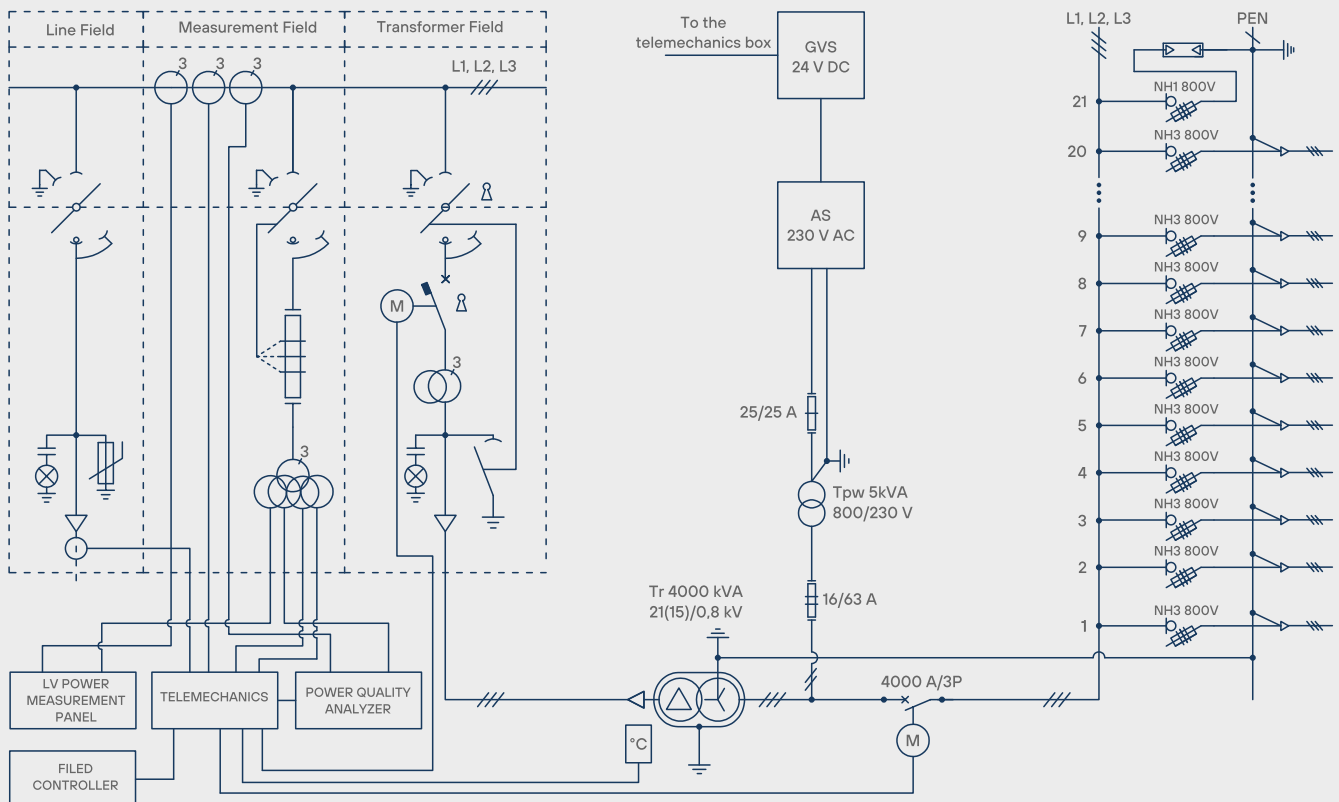 Line Field
Measurement Field
Transformer Field
3
3
3
L1, L2, L3
M
3
3
To the
telemechanics box
GVS
24 V DC
AS
230 V AC
25/25 A
Tpw 5kVA
800/230 V
16/63 A
Tr 4000 kVA
21(15)/0,8 kV
4000 A/3P
M
°C
LV POWER
MEASUREMENT
PANEL
TELEMECHANICS
POWER QUALITY
ANALYZER
FILED
CONTROLLER
L1, L2, L3
PEN
NH1 800V
21
NH3 800V
20
NH3 800V
9
NH3 800V
8
NH3 800V
7
NH3 800V
6
NH3 800V
5
NH3 800V
4
NH3 800V
3
NH3 800V
2
NH3 800V
1